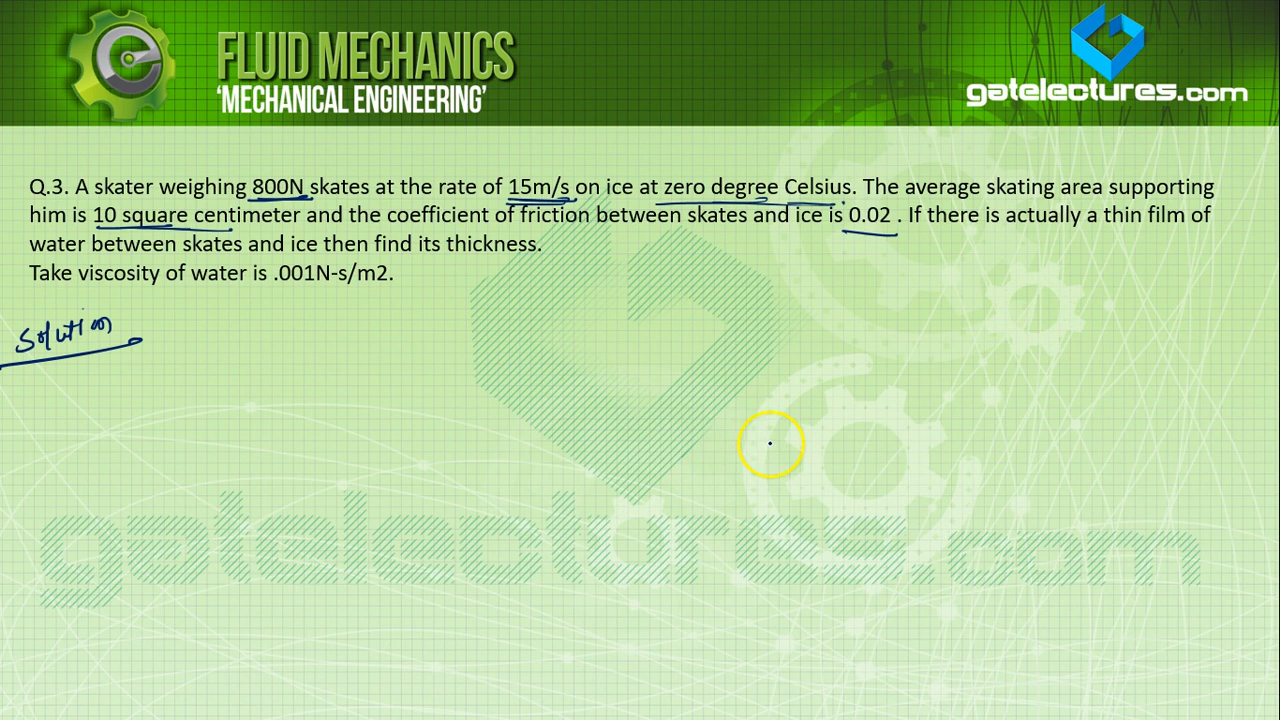 FLUID MECHANICS
'MECHANICAL ENGINEERING'
gatelectures.com
Q.3. A skater weighing 800N skates at the rate of 15m/s on ice at zero degree Celsius. The average skating area supporting
him is 10 square centimeter and the coefficient of friction between skates and ice is 0.02 . If there is actually a thin film of
water between skates and ice then find its thickness.
Take viscosity of water is .001N-s/m2.
Solution
gatelectures.com